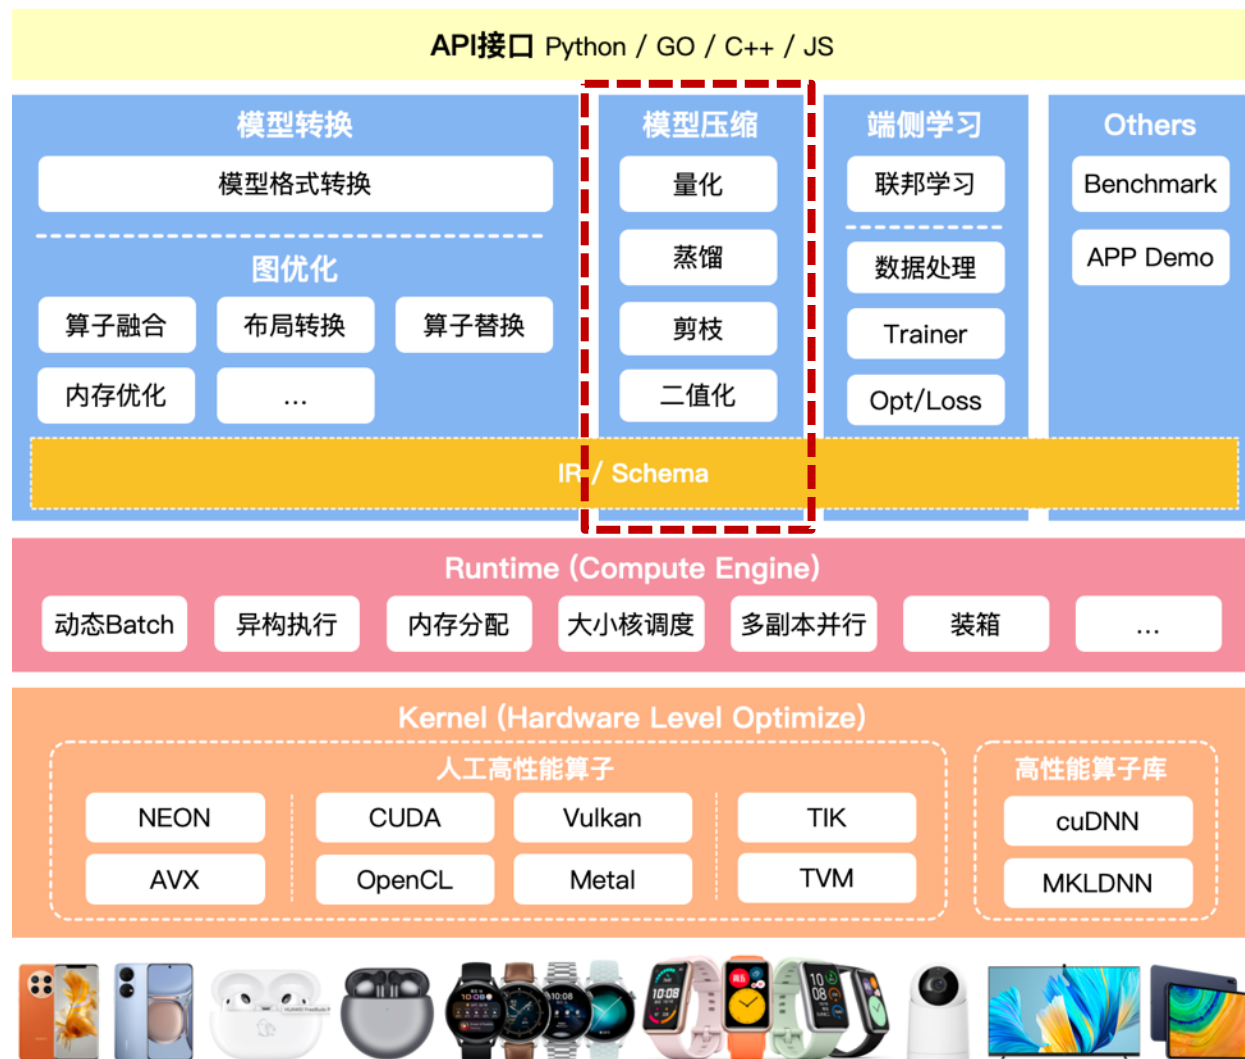 API接口 Python / GO / C++ / JS
模型转换
模型格式转换
图优化
算子融合
布局转换
算子替换
内存优化
...
模型压缩
量化
蒸馏
剪枝
二值化
端侧学习
联邦学习
数据处理
Trainer
Opt/Loss
Others
Benchmark
APP Demo
IR / Schema
Runtime (Compute Engine)
动态Batch
异构执行
内存分配
大小核调度
多副本并行
装箱
...
Kernel (Hardware Level Optimize)
人工高性能算子
NEON
CUDA
Vulkan
TIK
AVX
OpenCL
Metal
TVM
高性能算子库
cuDNN
MKLDNN
10:08
10:08
10:08